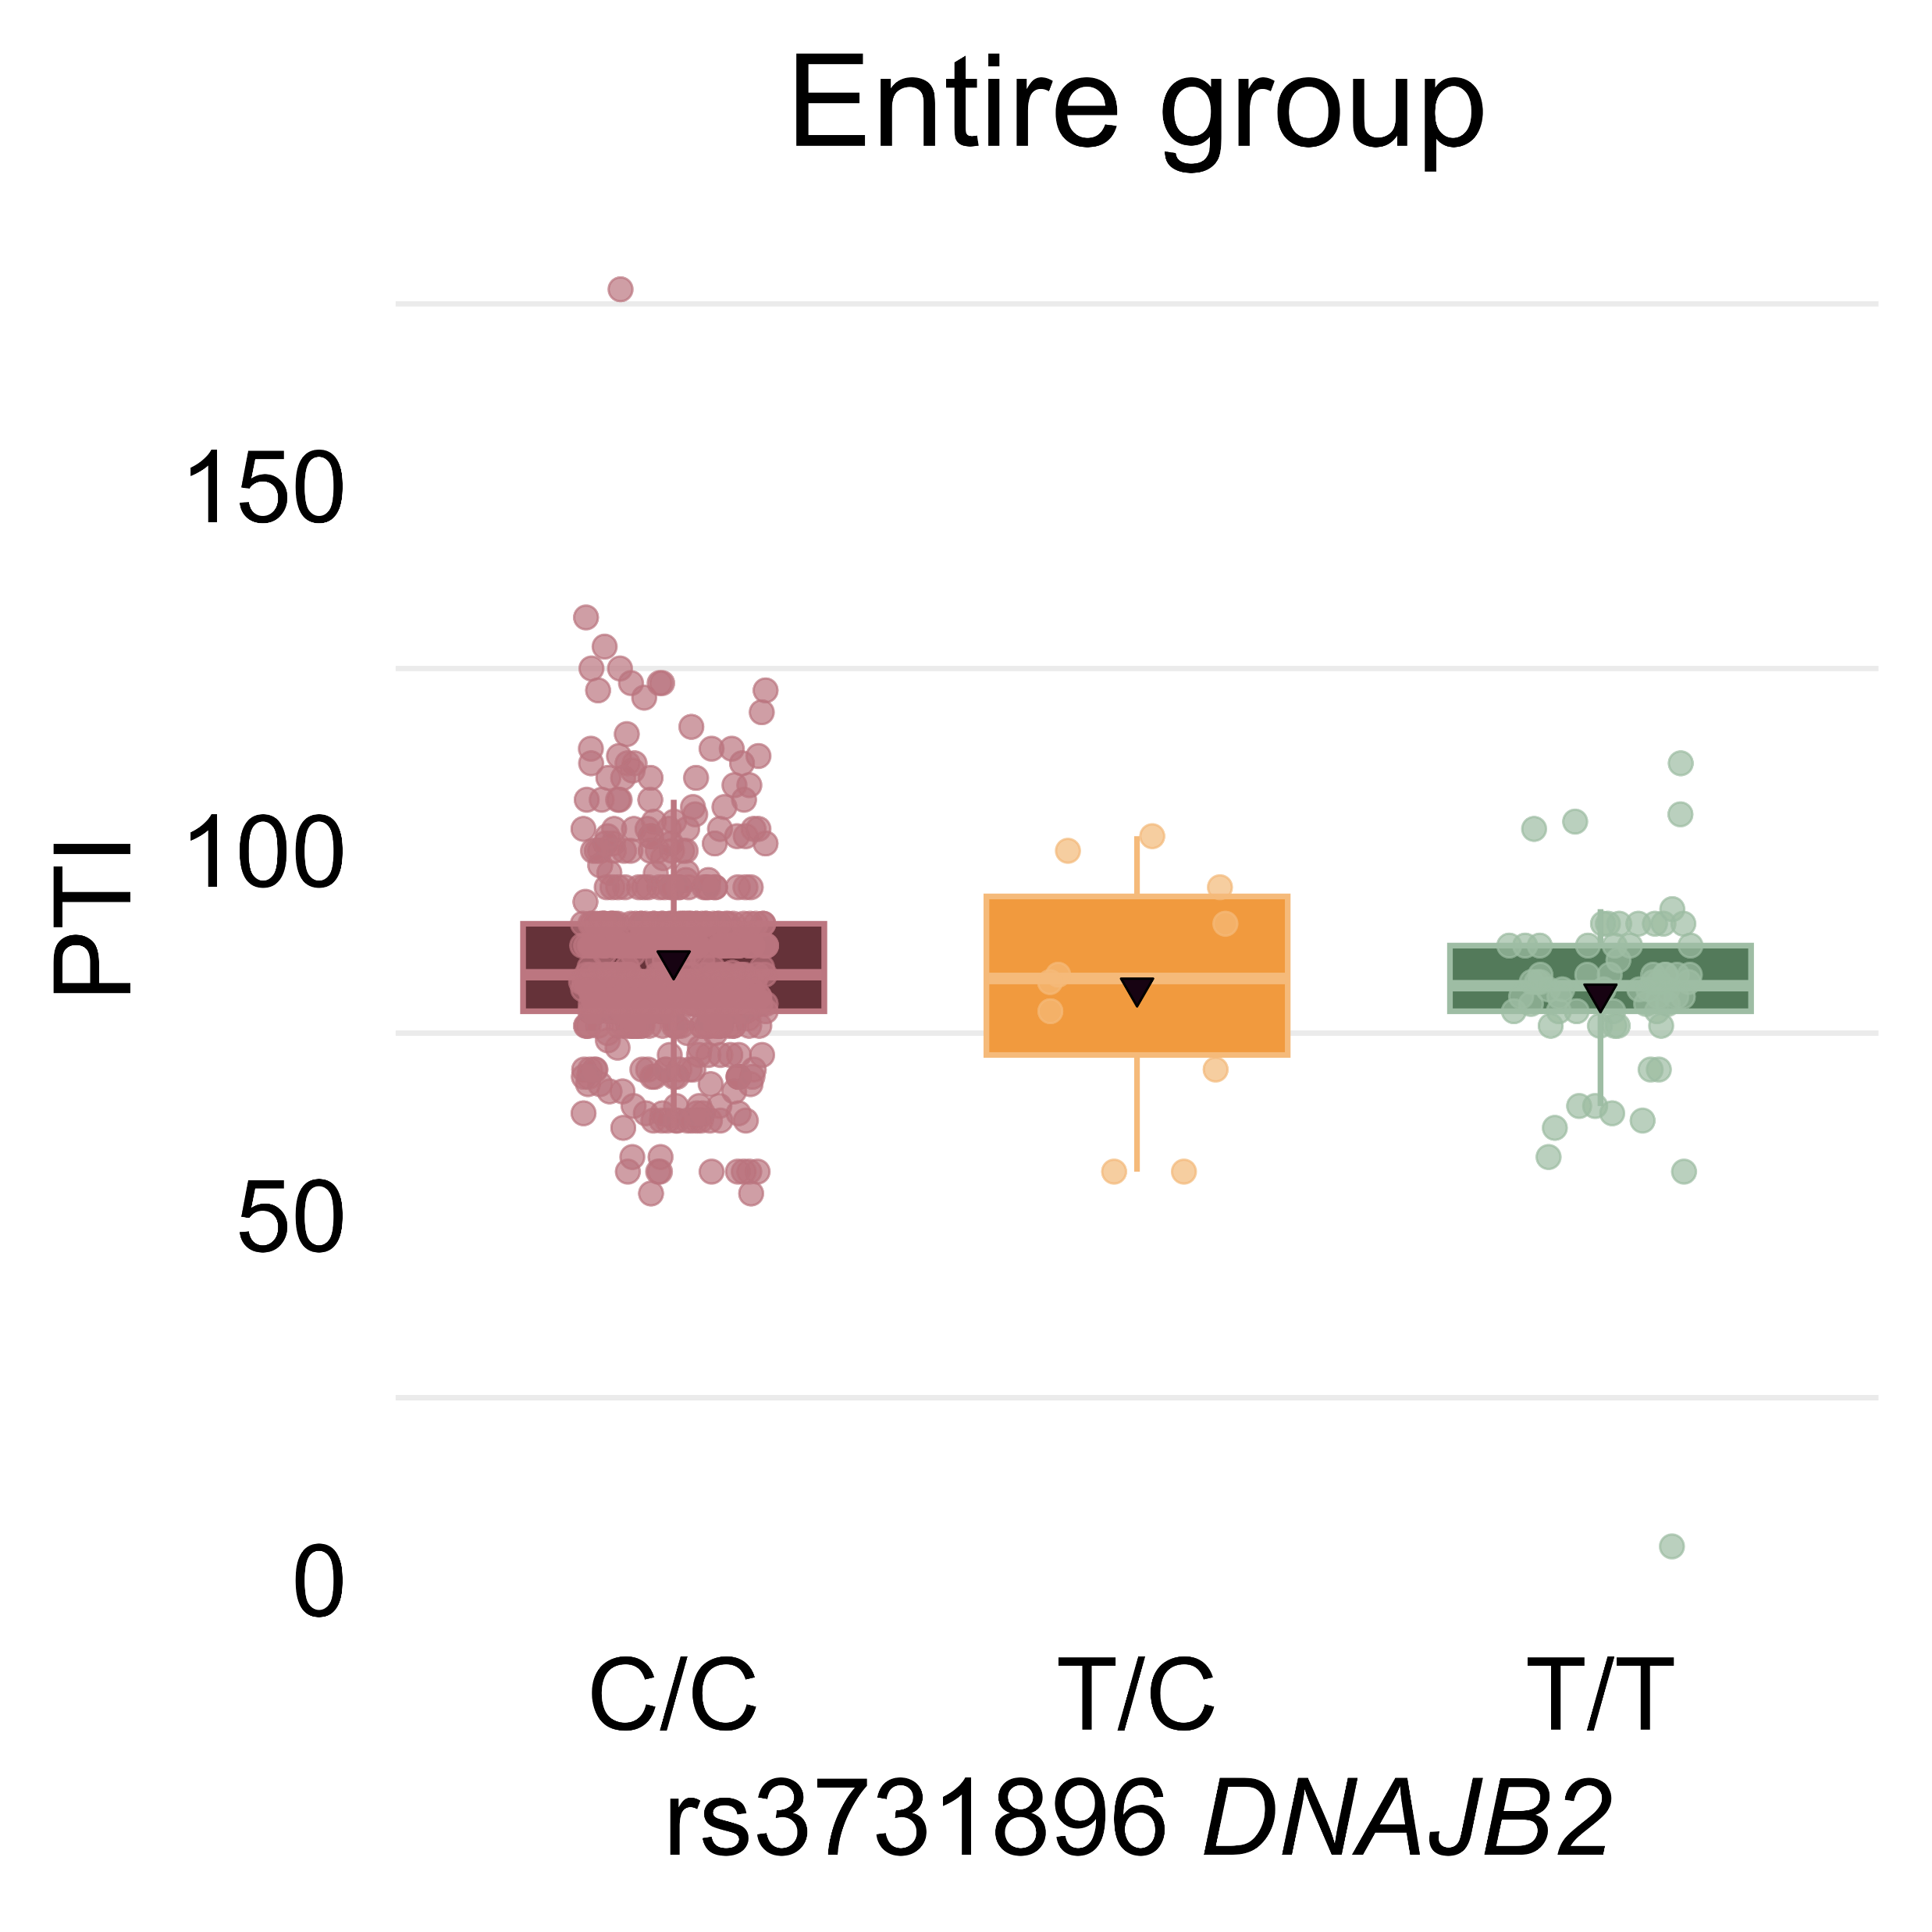 Entire group
PTI
150
100
50
0
C/C T/C T/T
rs3731896 DNAJB2